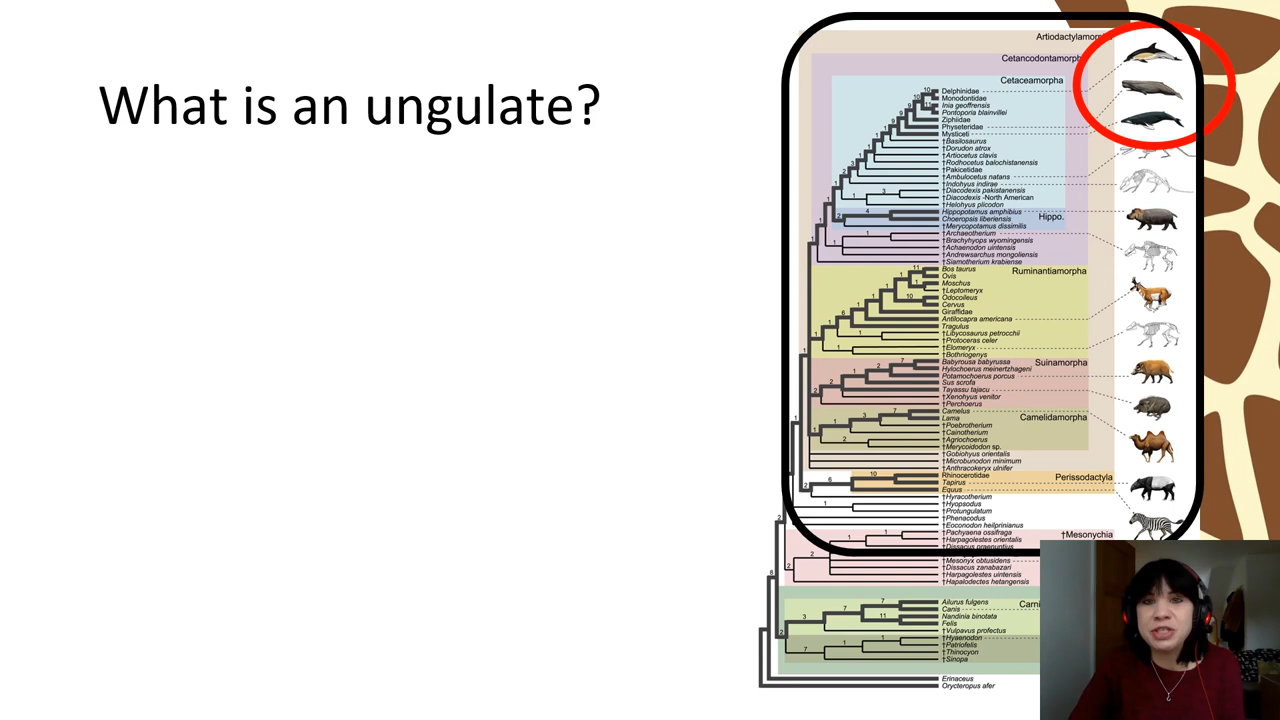 What is an ungulate?
Artiodactylamorpha
Cetancodontamorpha
Cetaceamorpha
Delphinidae
Monodontidae
Inia geoffrensis
Pontoporia blainvillei
Ziphiidae
Physeteridae
Mysticeti
†Basilosaurus
†Dorudon atrox
†Artiocetus clavis
†Rodhocetus balochistanensis
†Pakicetidae
†Ambulocetus natans
†Indohyus indirae
†Diacodexis pakistanensis
†Diacodexis -North American
†Helohyus plicodon
Hippopotamus amphibius
Hippo.
Choeropsis liberiensis
†Merycopotamus dissimilis
†Archaeotherium
†Brachyhyops wyomingensis
†Achaenodon uintensis
†Andrewsarchus mongoliensis
†Siamotherium krabiense
Bos taurus
Ruminantiamorpha
Ovis
Moschus
†Leptomeryx
Odocoileus
Cervus
Giraffidae
Antilocapra americana
Tragulus
†Libycosaurus petrocchii
†Protoceras celer
†Elomeryx
†Bothriogenys
Babyrousa babyrussa
Suinamorpha
Hylochoerus meinertzhageni
Potamochoerus porcus
Sus scrofa
Tayassu tajacu
†Xenohyus venitor
†Perchoerus
Camelus
Lama
Camelidamorpha
†Poebrotherium
†Cainotherium
†Agriochoerus
†Merycoidodon sp.
†Gobiohyus orientalis
†Microbunodon minimum
†Anthracokeryx ulnifer
Rhinocerotidae
Perissodactyla
Tapirus
Equus
†Hyracotherium
†Hyopsodus
†Protungulatum
†Phenacodus
†Eoconodon heilprinianus
†Pachyaena ossifraga
†Mesonychia
†Harpagolestes orientalis
†Dissacus praenuntius
†Mesonyx obtusidens
†Dissacus zanabazari
†Harpagolestes uintensis
†Hapalodectes hetangensis
Ailurus fulgens
Carni
Canis
Nandinia binotata
Felis
†Vulpavus profectus
†Hyaenodon
†Patriofelis
†Thinocyon
†Sinopa
Erinaceus
Orycteropus afer